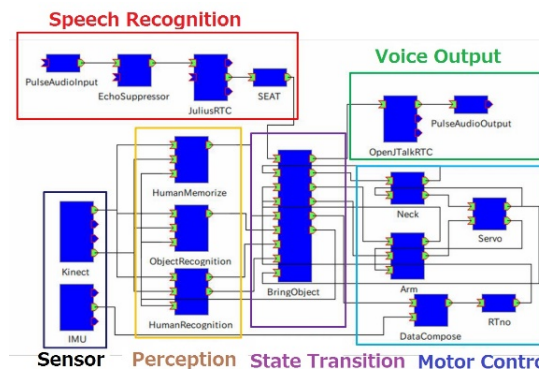 Speech Recognition
PulseAudioInput
EchoSuppressor
JuliusRTC
SEAT
Voice Output
OpenJTalkRTC
PulseAudioOutput
HumanMemorize
ObjectRecognition
HumanRecognition
Kinect
IMU
BringObject
Neck
Servo
Arm
DataCompose
RTno
Sensor
Perception
State Transition
Motor Control